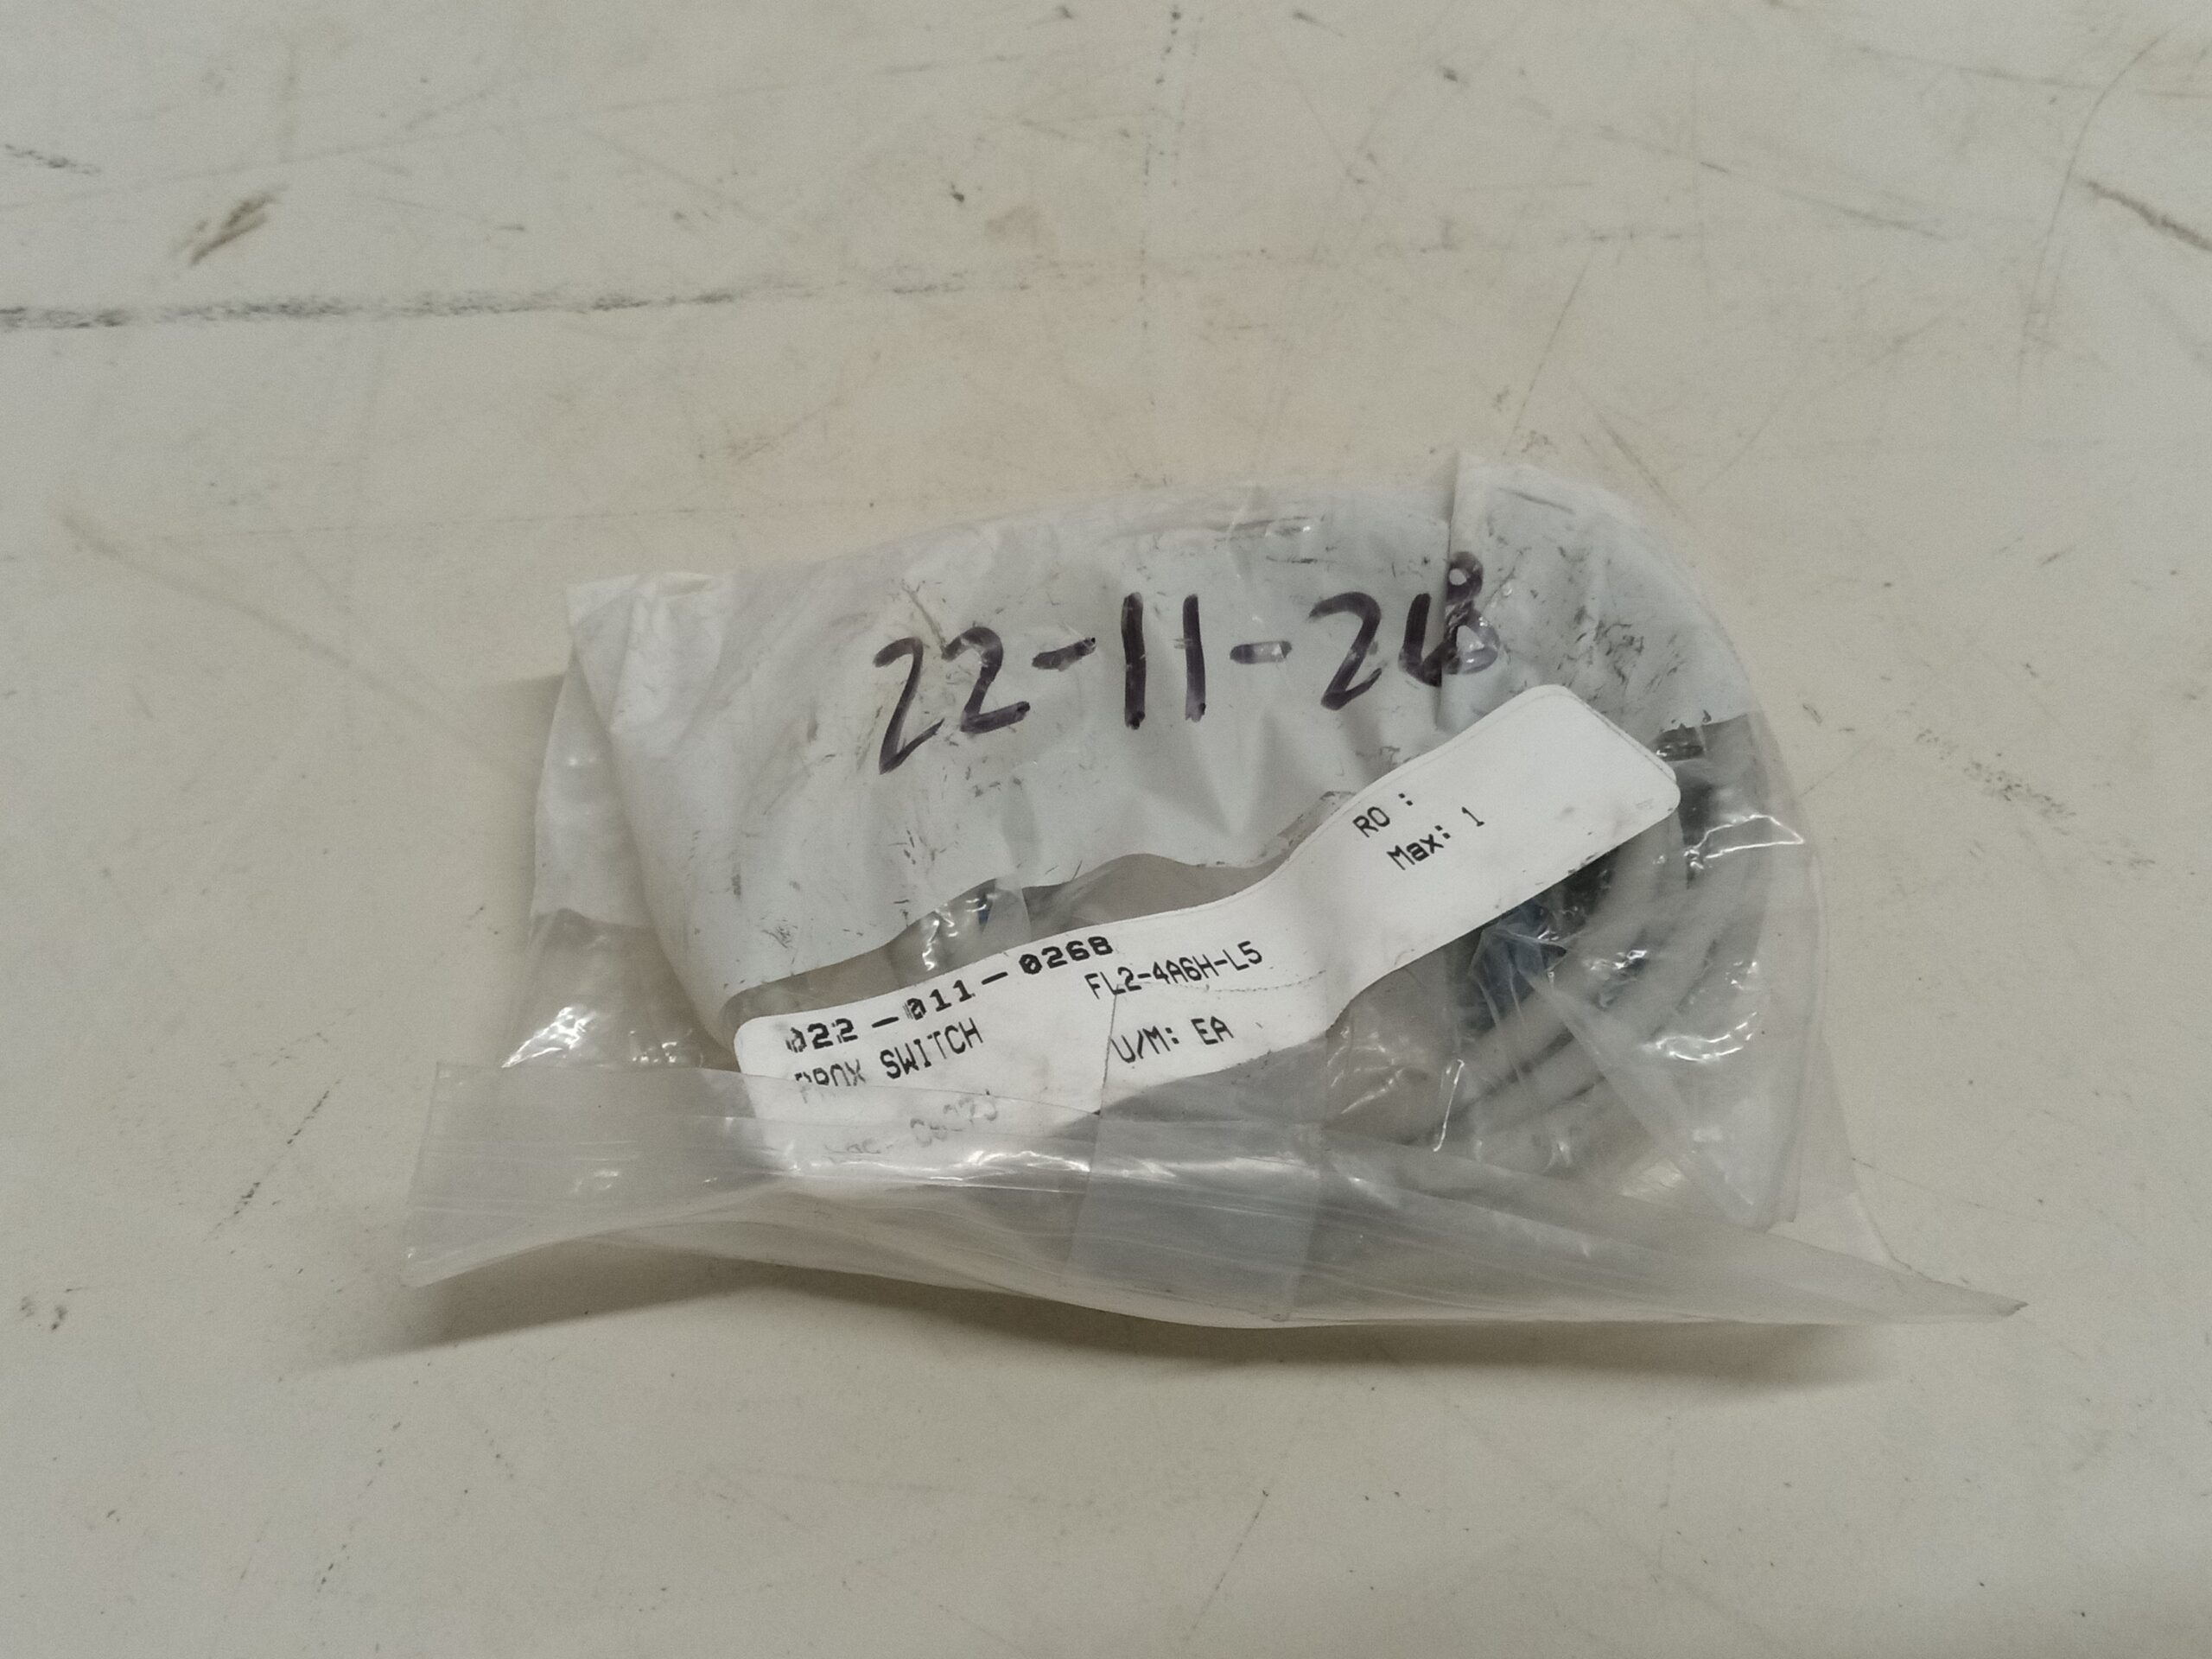 22-11-268
022-011-0268
FL2-4A6H-L5
PROX SWITCH
U/M: EA
RO :
Max: 1